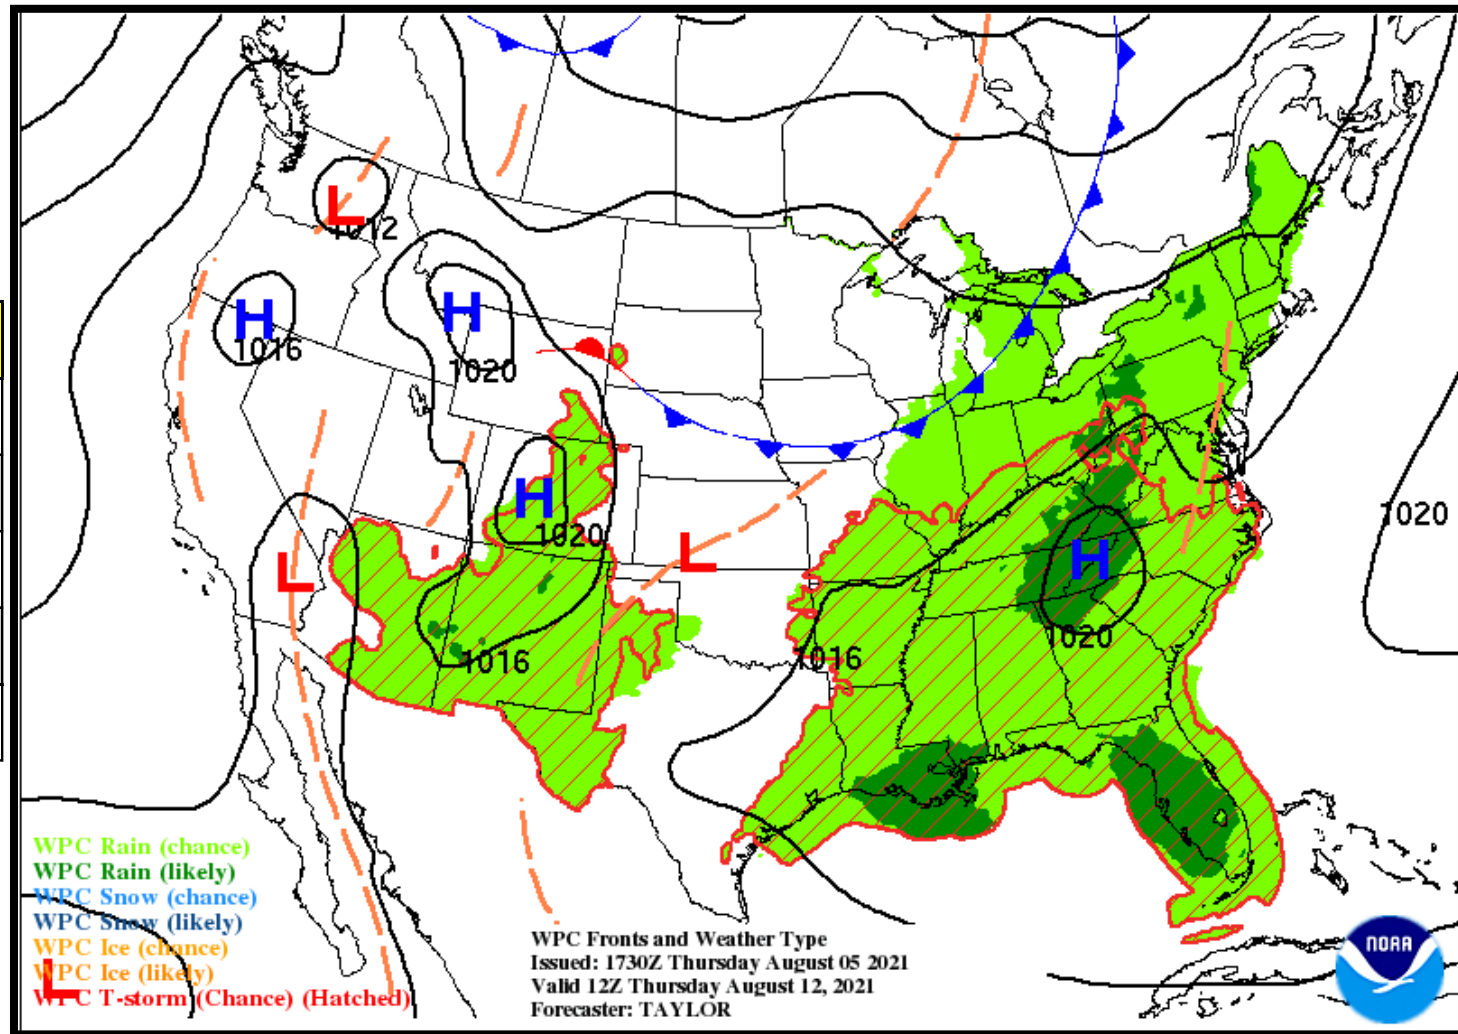 L
1012
H
1016
H
1020
H
1020
L
L
H
1020
1016
1016
1020
WPC Rain (chance)
WPC Rain (likely)
WPC Snow (chance)
WPC Snow (likely)
WPC Ice (chance)
WPC Ice (likely)
L
WPC T-storm (Chance) (Hatched)
WPC Fronts and Weather Type
Issued: 1730Z Thursday August 05 2021
Valid 12Z Thursday August 12, 2021
Forecaster: TAYLOR
NOAA